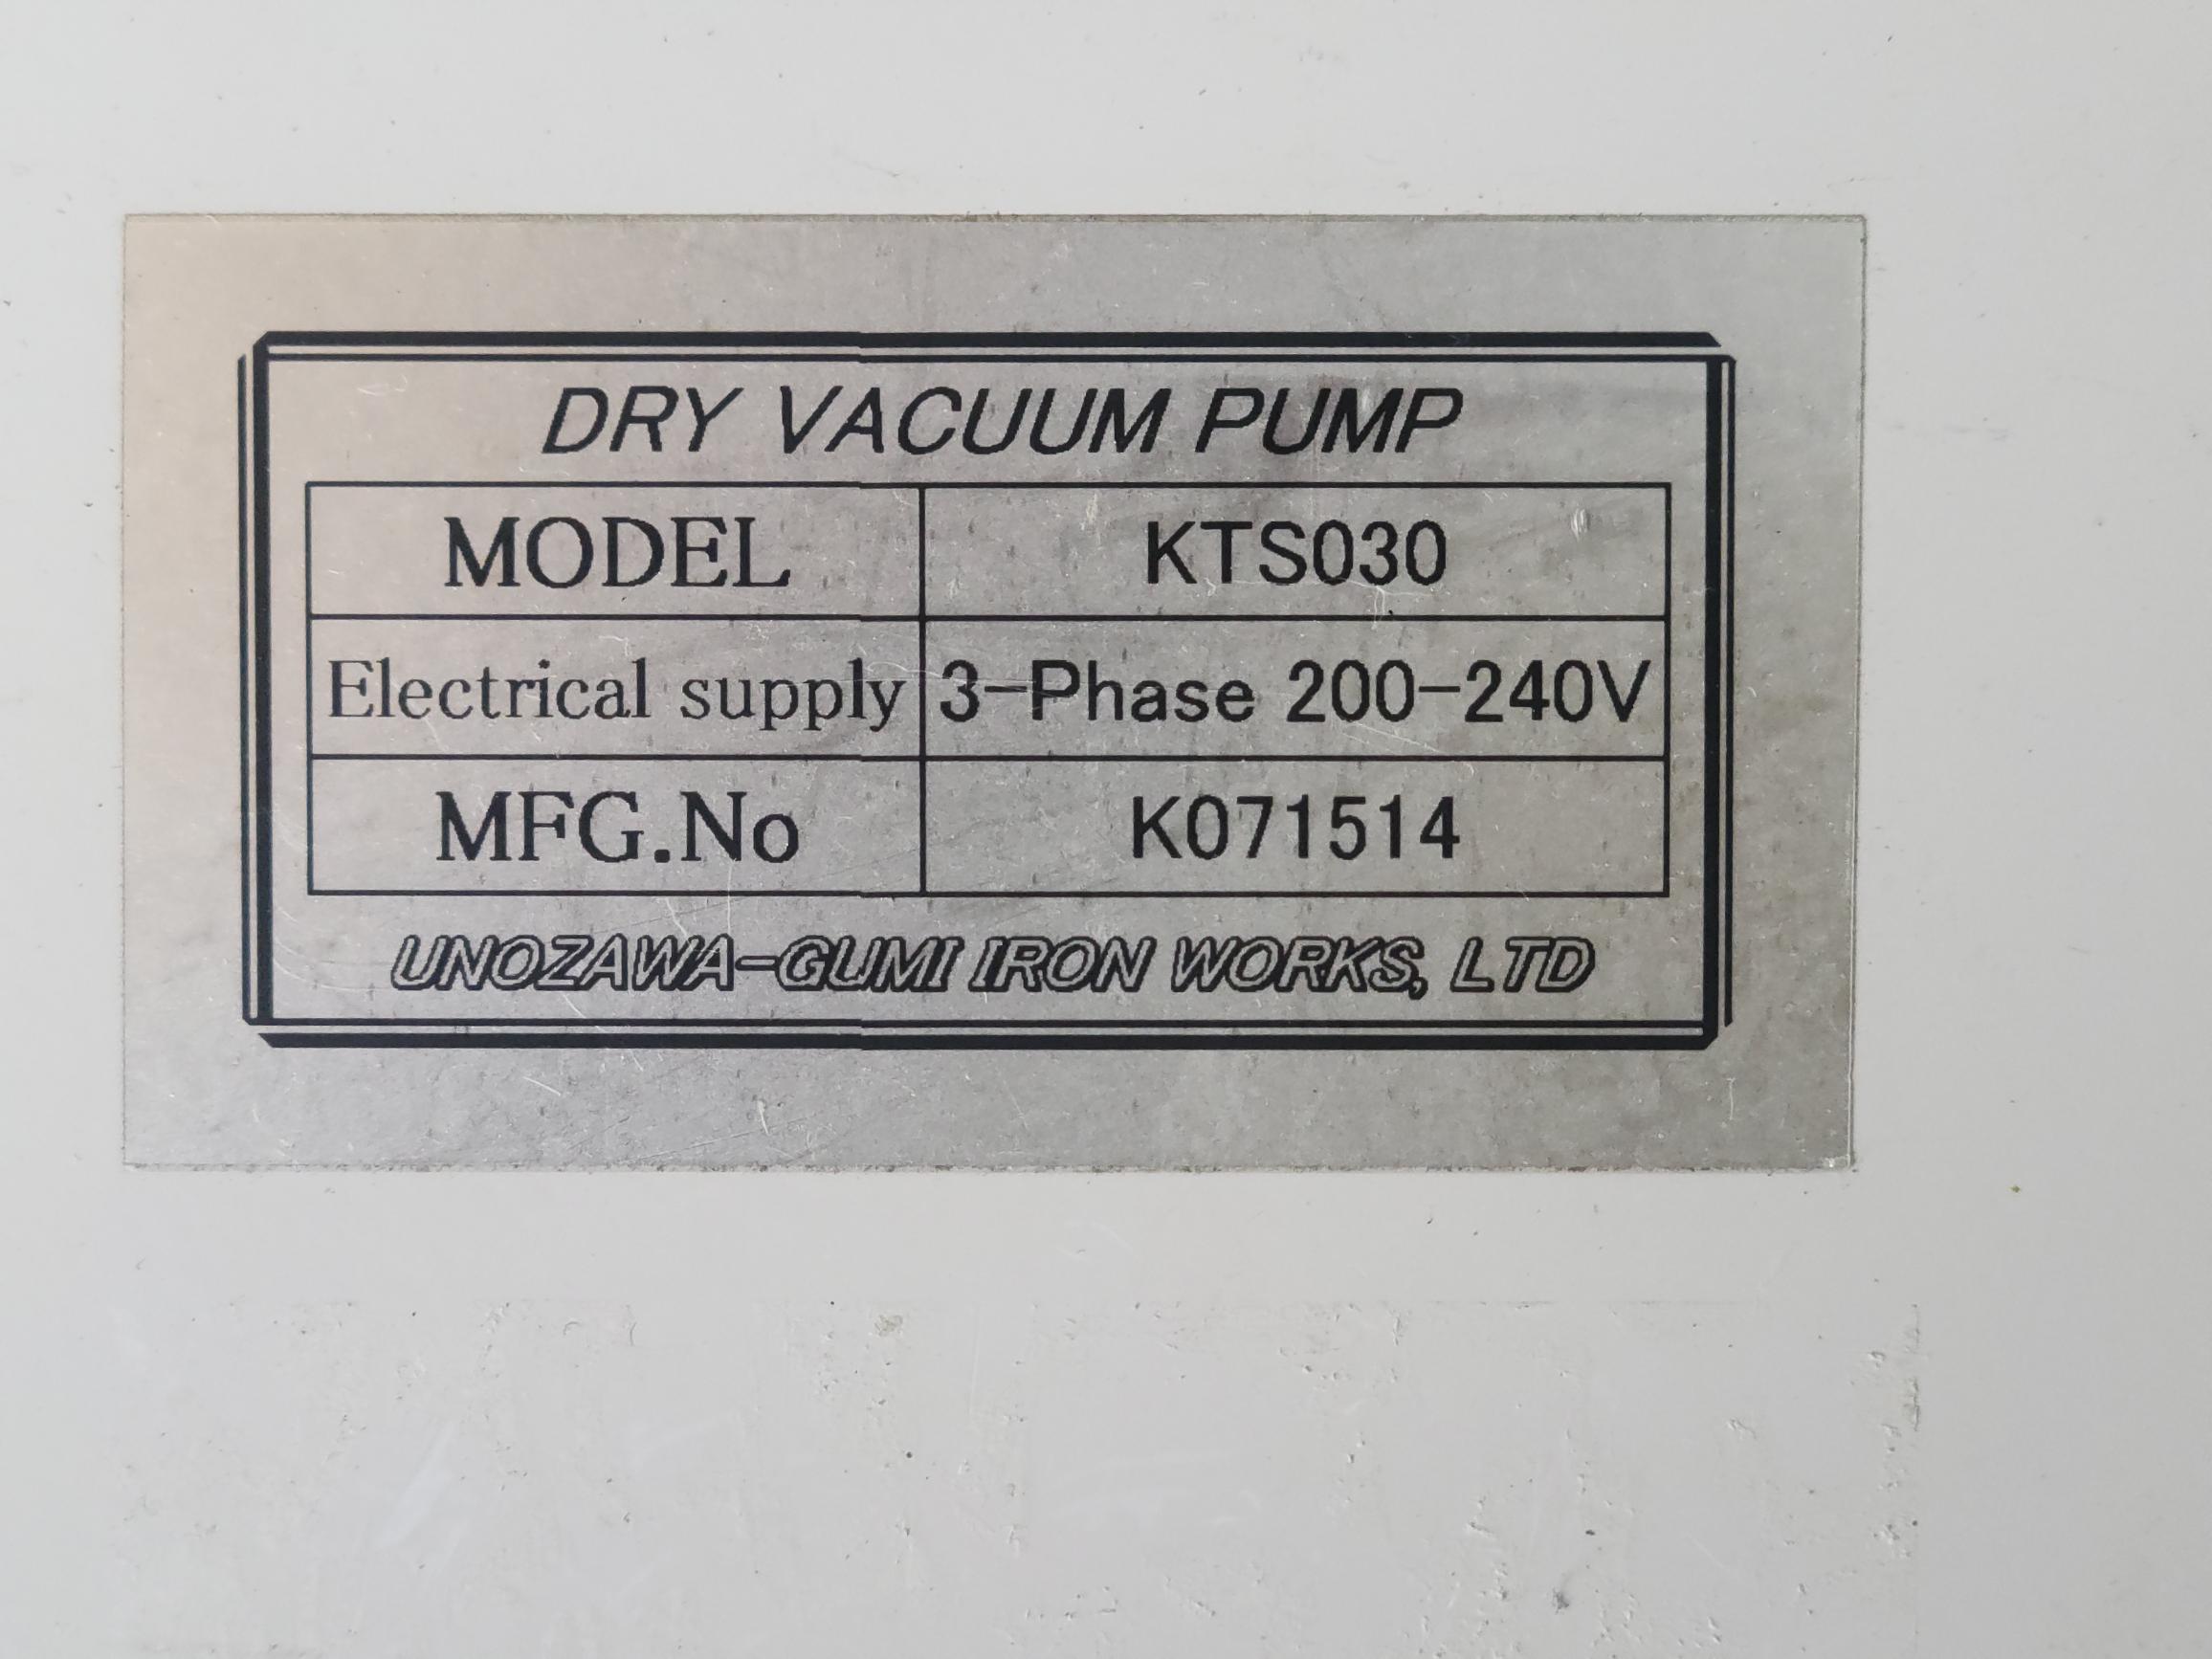 DRY VACUUM PUMP
MODEL KTS030
Electrical supply 3-Phase 200-240V
MFG.No K071514
UNOZAWA-GUMI IRON WORKS, LTD